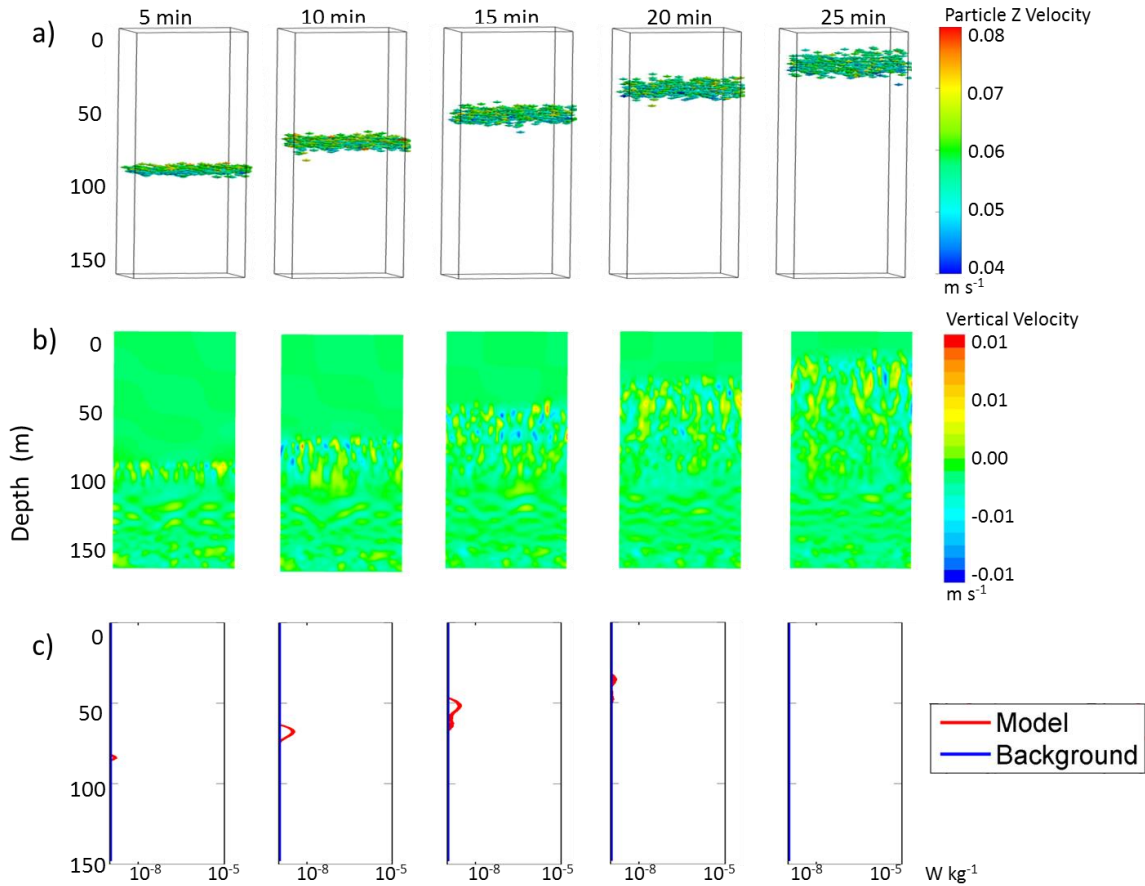 5 min 10 min 15 min 20 min 25 min Particle Z Velocity
a)
0
50
100
150
0.08
0.07
0.06
0.05
0.04
m s⁻¹
b)
Vertical Velocity
0
50
100
150
Depth (m)
0.01
0.01
0.00
-0.01
-0.01
m s⁻¹
c)
0
50
100
150
Model
Background
10⁻⁸ 10⁻⁵ 10⁻⁸ 10⁻⁵ 10⁻⁸ 10⁻⁵ 10⁻⁸ 10⁻⁵ 10⁻⁸ 10⁻⁵ W kg⁻¹